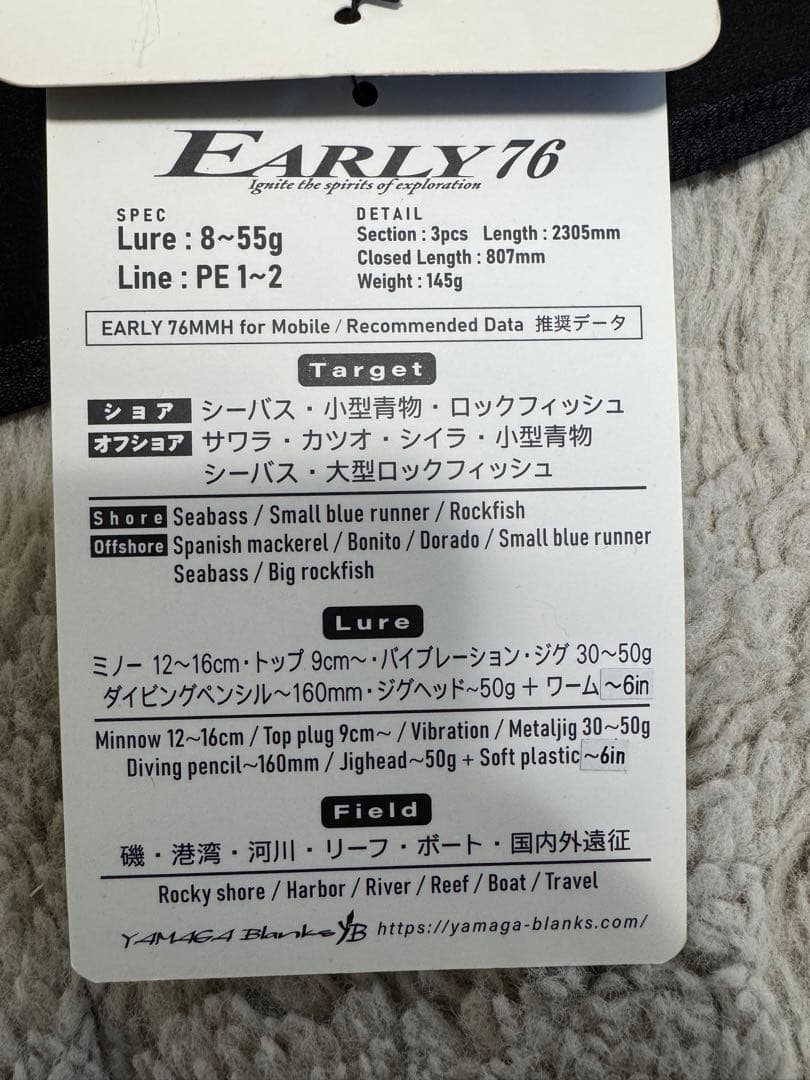 EARLY 76
Ignite the spirits of exploration
SPEC
Lure : 8~55g
Line : PE 1~2
DETAIL
Section : 3pcs Length : 2305mm
Closed Length : 807mm
Weight : 145g
EARLY 76MMH for Mobile / Recommended Data 推奨データ
Target
ショア シーバス・小型青物・ロックフィッシュ
オフショア サワラ・カツオ・シイラ・小型青物
シーバス・大型ロックフィッシュ
Shore Seabass / Small blue runner / Rockfish
Offshore Spanish mackerel / Bonito / Dorado / Small blue runner
Seabass / Big rockfish
Lure
ミノー 12~16cm・トップ 9cm~・バイブレーション・ジグ 30~50g
ダイビングペンシル~160mm・ジグヘッド~50g + ワーム~6in
Minnow 12~16cm / Top plug 9cm~ / Vibration / Metaljig 30~50g
Diving pencil~160mm / Jighead~50g + Soft plastic~6in
Field
磯・港湾・河川・リーフ・ボート・国内外遠征
Rocky shore / Harbor / River / Reef / Boat / Travel
YAMAGA Blanks YB https://yamaga-blanks.com/